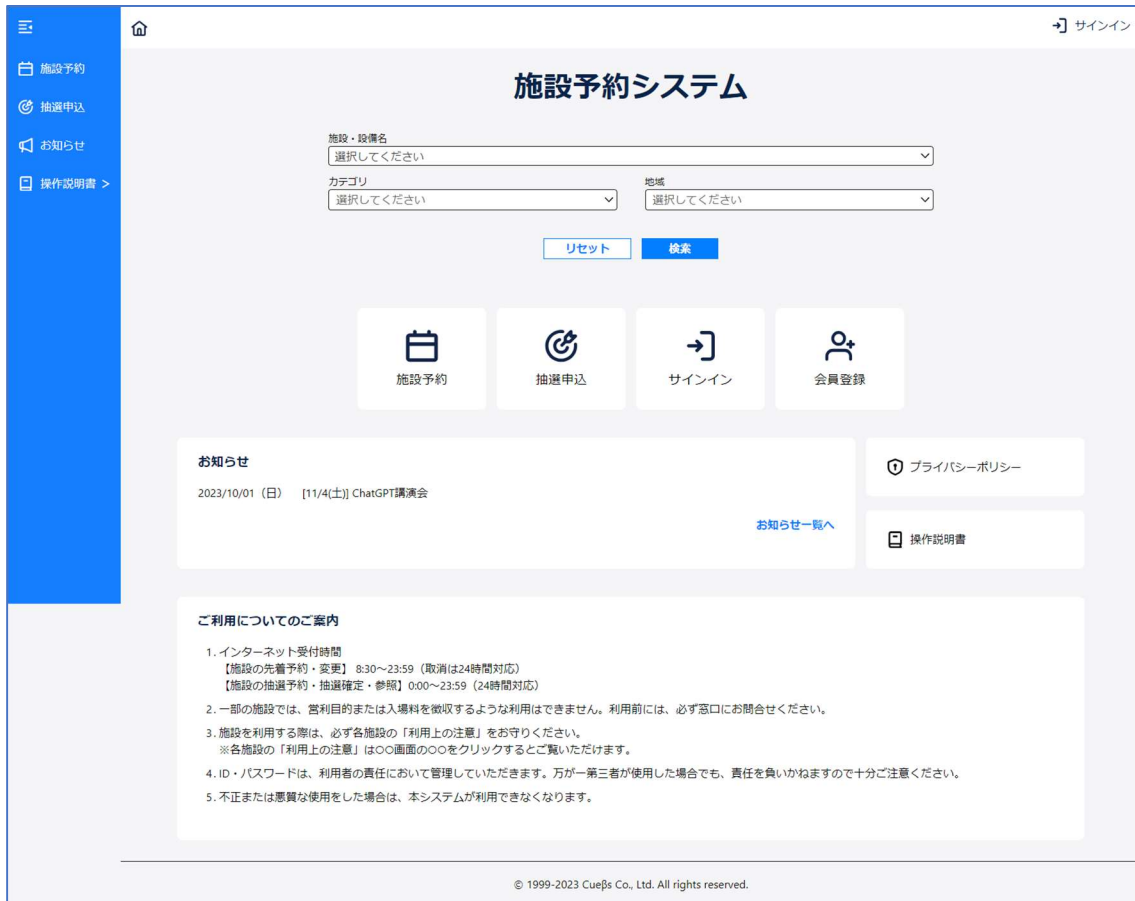 サインイン
施設予約
抽選申込
お知らせ
操作説明書 >
施設予約システム
施設・設備名
選択してください
カテゴリ
地域
選択してください
選択してください
リセット
検索
施設予約
抽選申込
サインイン
会員登録
お知らせ
2023/10/01（日） [11/4(土)] ChatGPT講演会
お知らせ一覧へ
プライバシーポリシー
操作説明書
ご利用についてのご案内
1. インターネット受付時間
【施設の先着予約・変更】 8:30～23:59（取消は24時間対応）
【施設の抽選予約・抽選確定・参照】0:00～23:59（24時間対応）
2. 一部の施設では、営利目的または入場料を徴収するような利用はできません。利用前には、必ず窓口にお問合せください。
3. 施設を利用する際は、必ず各施設の「利用上の注意」をお守りください。
※各施設の「利用上の注意」は○○画面の○○をクリックするとご覧いただけます。
4. ID・パスワードは、利用者の責任において管理していただきます。万が一第三者が使用した場合でも、責任を負いかねますので十分ご注意ください。
5. 不正または悪質な使用をした場合は、本システムが利用できなくなります。
© 1999-2023 Cueβs Co., Ltd. All rights reserved.